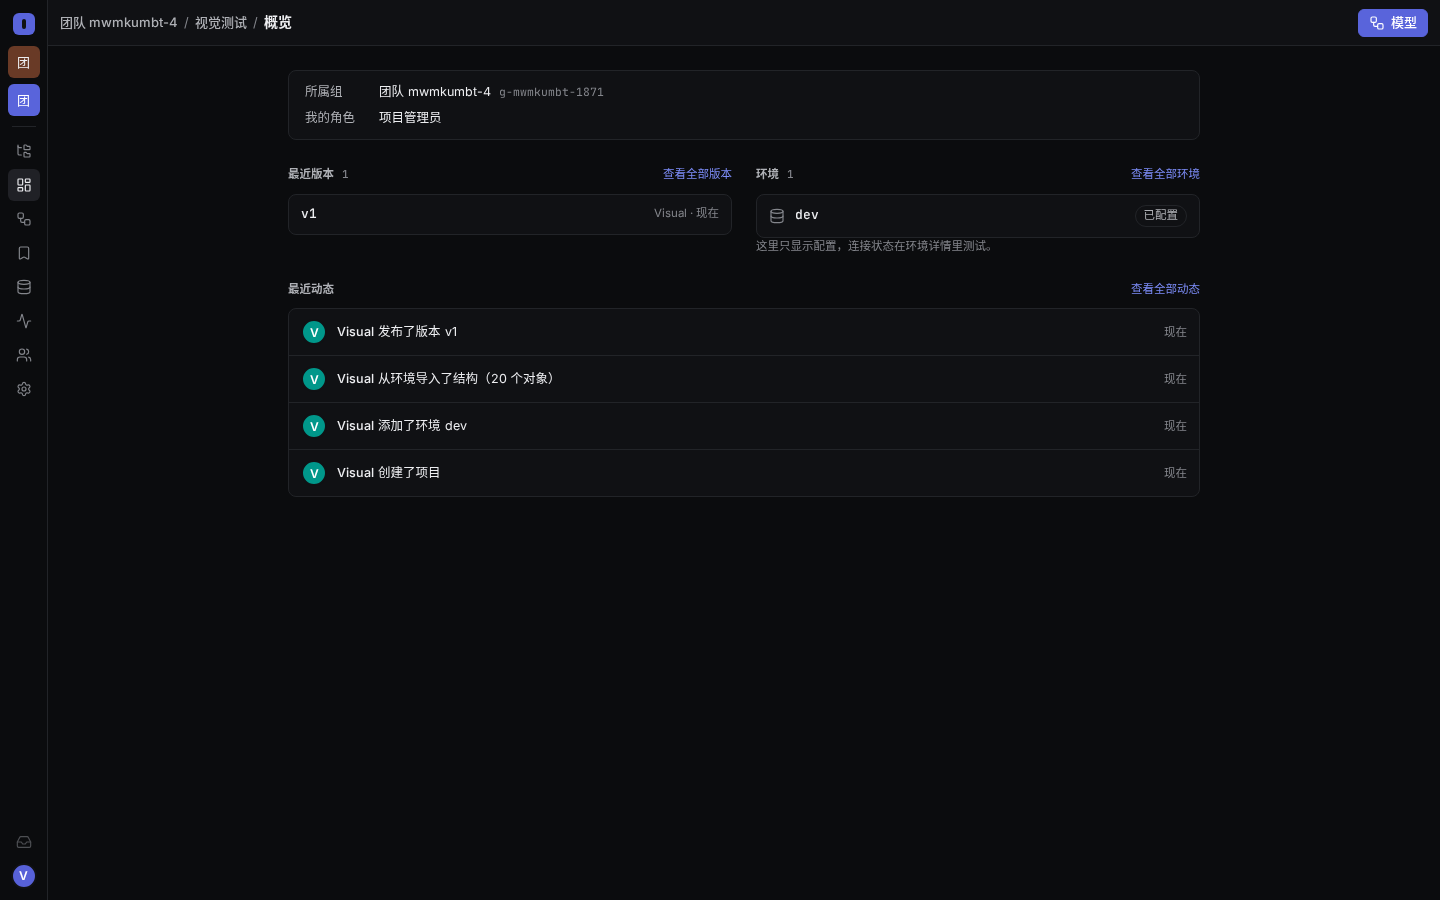 团队 mwmkumbt-4 / 视觉测试 / 概览
模型
团
团
所属组 团队 mwmkumbt-4 g-mwmkumbt-1871
我的角色 项目管理员
最近版本 1 查看全部版本
v1 Visual · 现在
环境 1 查看全部环境
dev 已配置
这里只显示配置，连接状态在环境详情里测试。
最近动态 查看全部动态
V Visual 发布了版本 v1 现在
V Visual 从环境导入了结构（20 个对象） 现在
V Visual 添加了环境 dev 现在
V Visual 创建了项目 现在
V